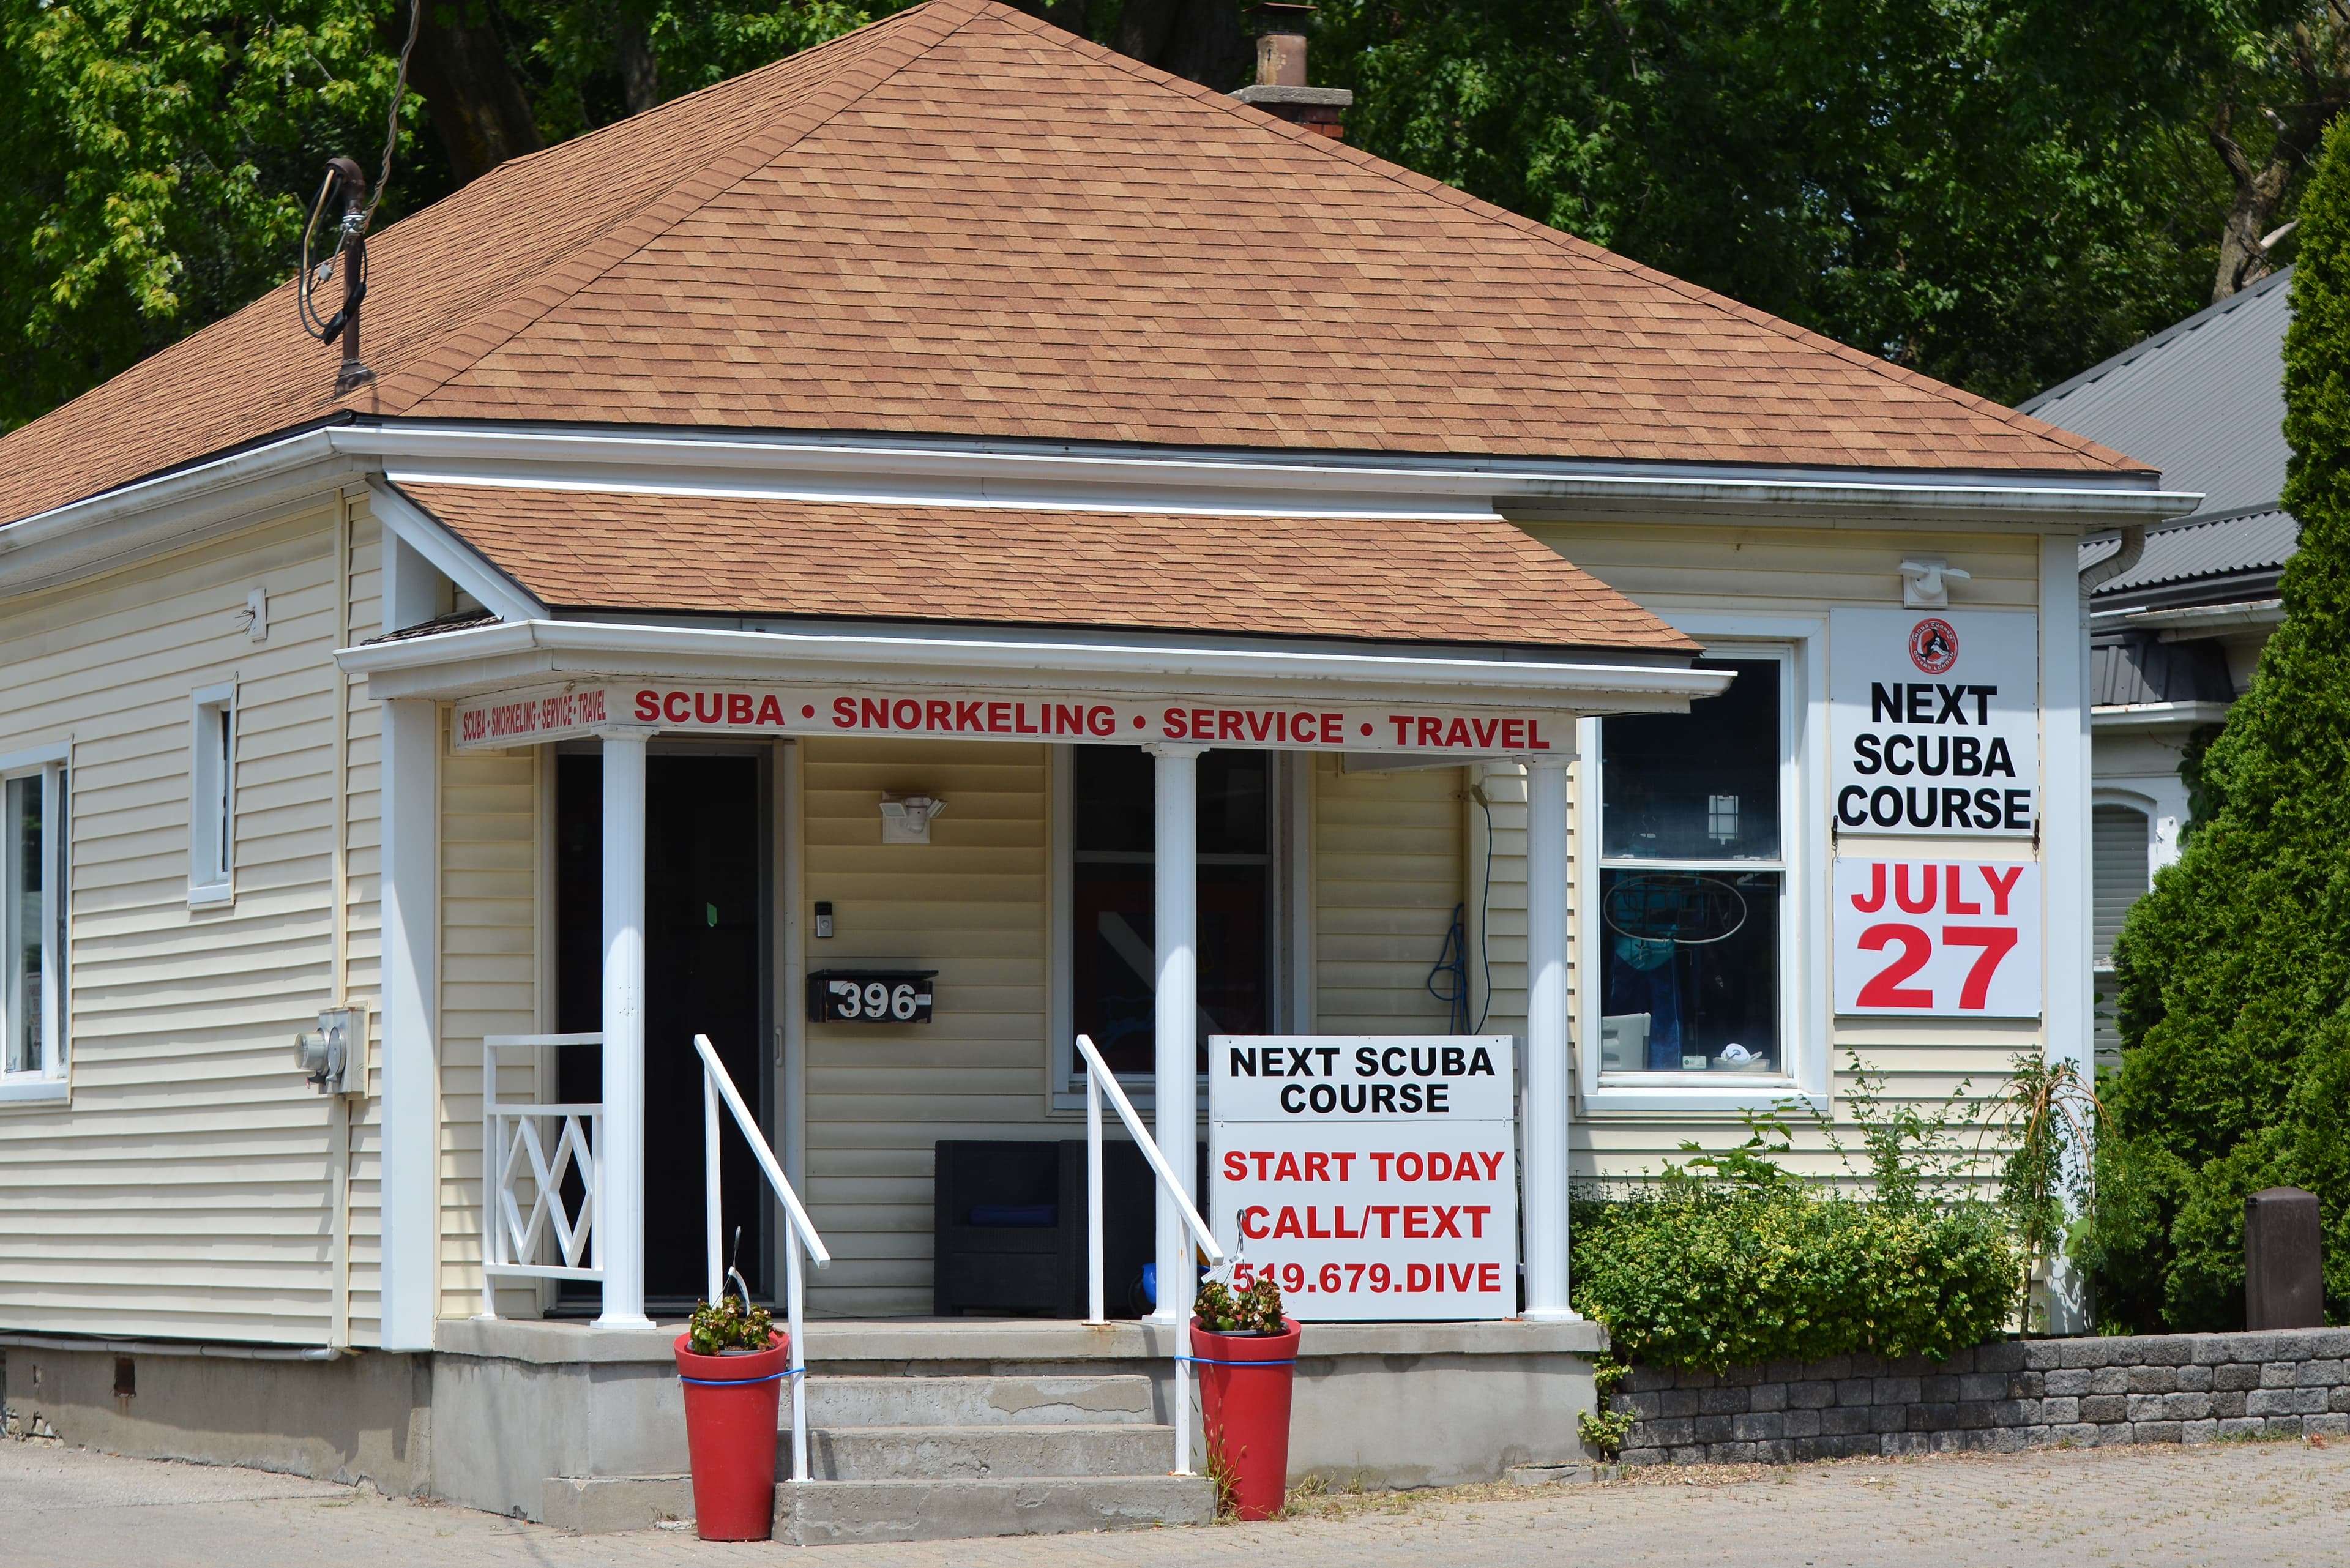 SCUBA • SNORKELING • SERVICE • TRAVEL
SCUBA • SNORKELING • SERVICE • TRAVEL
NEXT
SCUBA
COURSE
JULY
27
396
NEXT SCUBA
COURSE
START TODAY
CALL/TEXT
519.679.DIVE